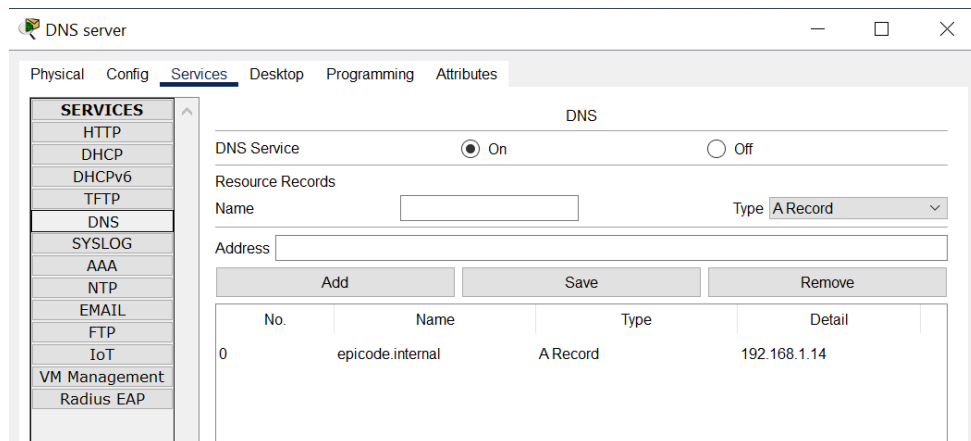 DNS server
Physical Config Services Desktop Programming Attributes
SERVICES
HTTP
DHCP
DHCPv6
TFTP
DNS
SYSLOG
AAA
NTP
EMAIL
FTP
IoT
VM Management
Radius EAP
DNS
DNS Service On Off
Resource Records
Name Type A Record
Address
Add Save Remove
No. Name Type Detail
0 epicode.internal A Record 192.168.1.14